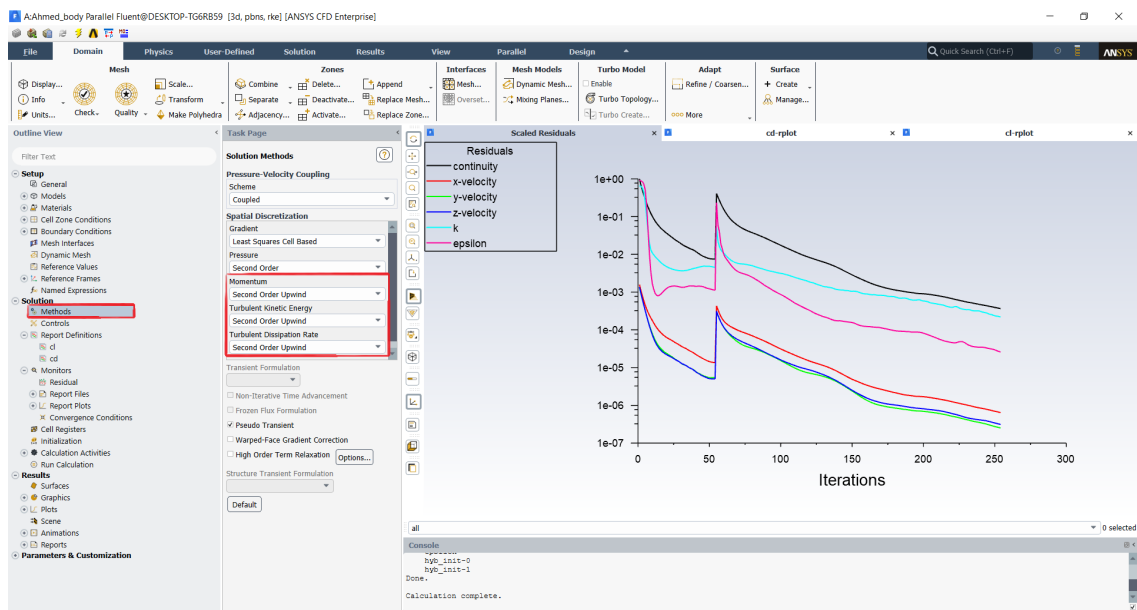 A:Ahmed_body Parallel Fluent@DESKTOP-TG6RB59 [3d, pbns, rke] [ANSYS CFD Enterprise]
File Domain Physics User-Defined Solution Results View Parallel Design
Quick Search (Ctrl+F)
ANSYS
Mesh
Display...
Info
Units...
Check
Quality
Scale...
Transform
Make Polyhedra
Zones
Combine
Separate
Adjacency...
Delete...
Deactivate...
Activate...
Append
Replace Mesh...
Replace Zone...
Interfaces
Mesh...
Overset...
Mesh Models
Dynamic Mesh...
Mixing Planes...
Turbo Model
Enable
Turbo Topology...
Turbo Create...
Adapt
Refine / Coarsen...
More
Surface
Create
Manage...
Outline View
Filter Text
Setup
General
Models
Materials
Cell Zone Conditions
Boundary Conditions
Mesh Interfaces
Dynamic Mesh
Reference Values
Reference Frames
Named Expressions
Solution
Methods
Controls
Report Definitions
cl
cd
Monitors
Residual
Report Files
Report Plots
Convergence Conditions
Cell Registers
Initialization
Calculation Activities
Run Calculation
Results
Surfaces
Graphics
Plots
Scene
Animations
Reports
Parameters & Customization
Task Page
Solution Methods
Pressure-Velocity Coupling
Scheme
Coupled
Spatial Discretization
Gradient
Least Squares Cell Based
Pressure
Second Order
Momentum
Second Order Upwind
Turbulent Kinetic Energy
Second Order Upwind
Turbulent Dissipation Rate
Second Order Upwind
Transient Formulation
Non-Iterative Time Advancement
Frozen Flux Formulation
Pseudo Transient
Warped-Face Gradient Correction
High Order Term Relaxation Options...
Structure Transient Formulation
Default
Scaled Residuals
cd-rplot
cl-rplot
Residuals
continuity
x-velocity
y-velocity
z-velocity
k
epsilon
1e+00
1e-01
1e-02
1e-03
1e-04
1e-05
1e-06
1e-07
0 50 100 150 200 250 300
Iterations
all
0 selected
Console
epsilon
hyb_init-0
hyb_init-1
Done.
Calculation complete.